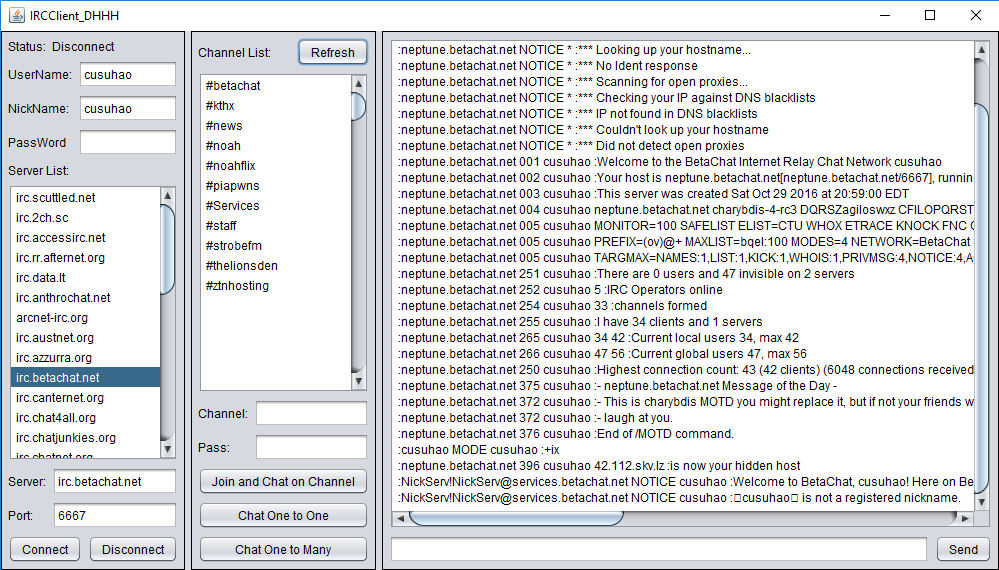 IRCClient_DHHH
Status: Disconnect
UserName: cusuhao
NickName: cusuhao
PassWord
Server List:
irc.scuttled.net
irc.2ch.sc
irc.accessirc.net
irc.rr.afternet.org
irc.data.lt
irc.anthrochat.net
arcnet-irc.org
irc.austnet.org
irc.azzurra.org
irc.betachat.net
irc.canternet.org
irc.chat4all.org
irc.chatjunkies.org
irc.chatnet.org
Server: irc.betachat.net
Port: 6667
Connect Disconnect
Channel List: Refresh
#betachat
#kthx
#news
#noah
#noahflix
#piapwns
#Services
#staff
#strobefm
#thelionsden
#ztnhosting
Channel:
Pass:
Join and Chat on Channel
Chat One to One
Chat One to Many
:neptune.betachat.net NOTICE * :*** Looking up your hostname...
:neptune.betachat.net NOTICE * :*** No Ident response
:neptune.betachat.net NOTICE * :*** Scanning for open proxies...
:neptune.betachat.net NOTICE * :*** Checking your IP against DNS blacklists
:neptune.betachat.net NOTICE * :*** IP not found in DNS blacklists
:neptune.betachat.net NOTICE * :*** Couldn't look up your hostname
:neptune.betachat.net NOTICE * :*** Did not detect open proxies
:neptune.betachat.net 001 cusuhao :Welcome to the BetaChat Internet Relay Chat Network cusuhao
:neptune.betachat.net 002 cusuhao :Your host is neptune.betachat.net[neptune.betachat.net/6667], runnin
:neptune.betachat.net 003 cusuhao :This server was created Sat Oct 29 2016 at 20:59:00 EDT
:neptune.betachat.net 004 cusuhao neptune.betachat.net charybdis-4-rc3 DQRSZagiloswxz CFILOPQRST
:neptune.betachat.net 005 cusuhao MONITOR=100 SAFELIST ELIST=CTU WHOX ETRACE KNOCK FNC C
:neptune.betachat.net 005 cusuhao PREFIX=(ov)@+ MAXLIST=bqeI:100 MODES=4 NETWORK=BetaChat
:neptune.betachat.net 005 cusuhao TARGMAX=NAMES:1,LIST:1,KICK:1,WHOIS:1,PRIVMSG:4,NOTICE:4,A
:neptune.betachat.net 251 cusuhao :There are 0 users and 47 invisible on 2 servers
:neptune.betachat.net 252 cusuhao 5 :IRC Operators online
:neptune.betachat.net 254 cusuhao 33 :channels formed
:neptune.betachat.net 255 cusuhao :I have 34 clients and 1 servers
:neptune.betachat.net 265 cusuhao 34 42 :Current local users 34, max 42
:neptune.betachat.net 266 cusuhao 47 56 :Current global users 47, max 56
:neptune.betachat.net 250 cusuhao :Highest connection count: 43 (42 clients) (6048 connections received
:neptune.betachat.net 375 cusuhao :- neptune.betachat.net Message of the Day -
:neptune.betachat.net 372 cusuhao :- This is charybdis MOTD you might replace it, but if not your friends w
:neptune.betachat.net 372 cusuhao :- laugh at you.
:neptune.betachat.net 376 cusuhao :End of /MOTD command.
:cusuhao MODE cusuhao :+ix
:neptune.betachat.net 396 cusuhao 42.112.skv.lz :is now your hidden host
:NickServ!NickServ@services.betachat.net NOTICE cusuhao :Welcome to BetaChat, cusuhao! Here on Be
:NickServ!NickServ@services.betachat.net NOTICE cusuhao :▯cusuhao▯ is not a registered nickname.
Send